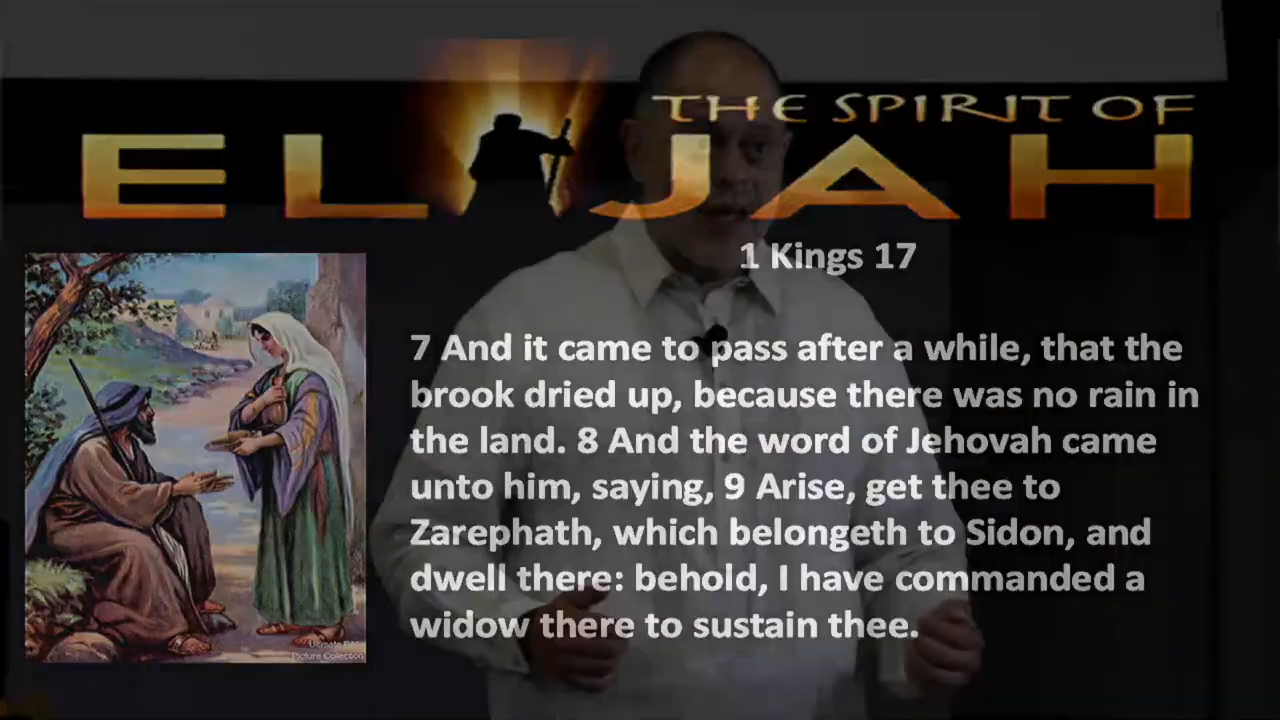 THE SPIRIT OF
ELIJAH
1 Kings 17
7 And it came to pass after a while, that the
brook dried up, because there was no rain in
the land. 8 And the word of Jehovah came
unto him, saying, 9 Arise, get thee to
Zarephath, which belongeth to Sidon, and
dwell there: behold, I have commanded a
widow there to sustain thee.
Picture Collection